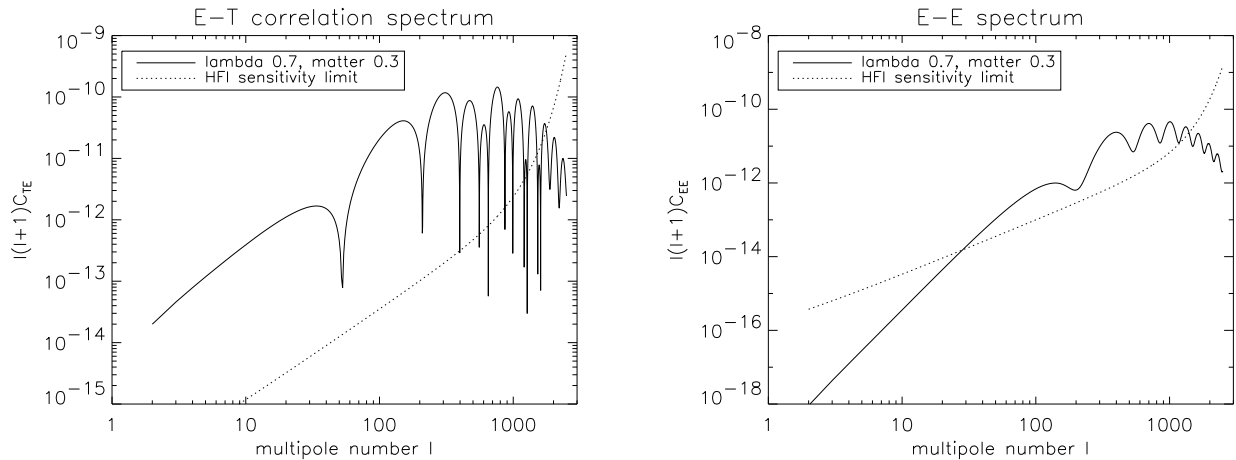 E-T correlation spectrum
lambda 0.7, matter 0.3
HFI sensitivity limit
l(l+1)C_TE
10^-9
10^-10
10^-11
10^-12
10^-13
10^-14
10^-15
1 10 100 1000
multipole number l
E-E spectrum
lambda 0.7, matter 0.3
HFI sensitivity limit
l(l+1)C_EE
10^-8
10^-10
10^-12
10^-14
10^-16
10^-18
1 10 100 1000
multipole number l